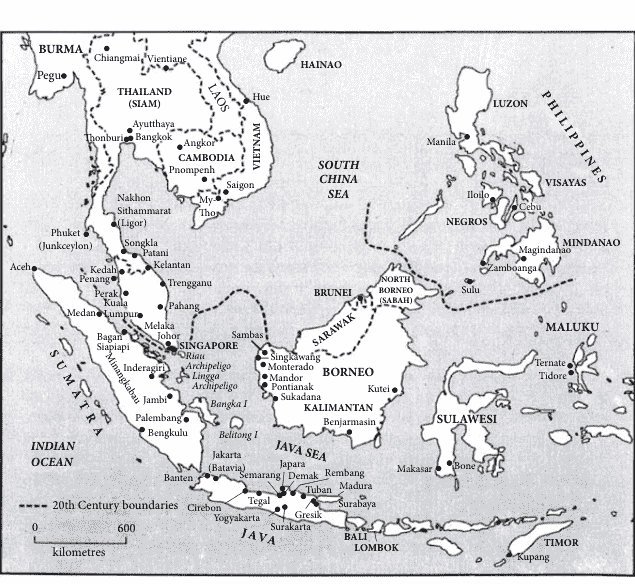 BURMA
Chiangmai
Vientiane
HAINAO
Pegu
THAILAND
(SIAM)
LAOS
Hue
LUZON
PHILIPPINES
Ayutthaya
Thonburi
Bangkok
Angkor
CAMBODIA
VIETNAM
Manila
Pnompenh
SOUTH
CHINA
SEA
Saigon
My-
Tho
VISAYAS
Iloilo
Cebu
Nakhon
Sithammarat
(Ligor)
NEGROS
Phuket
(Junkceylon)
Songkla
Patani
MINDANAO
Magindanao
Zamboanga
Aceh
Kedah
Kelantan
Penang
Trengganu
Sulu
NORTH
BORNEO
(SABAH)
BRUNEI
Perak
Kuala
Lumpur
Pahang
Medan
SARAWAK
MALUKU
Melaka
Johor
Bagan
Siapiapi
SINGAPORE
Sambas
Riau
Archipeligo
Lingga
Archipeligo
Singkawang
Monterado
Mandor
Pontianak
Sukadana
BORNEO
Ternate
Tidore
SUMATRA
Minangkabau
Inderagiri
Kutei
Jambi
Bangka I
KALIMANTAN
Palembang
Bengkulu
Belitong I
Benjarmasin
SULAWESI
INDIAN
OCEAN
JAVA SEA
Makasar
Bone
Jakarta
(Batavia)
Japara
Rembang
Semarang
Demak
Madura
Banten
Tuban
Surabaya
20th Century boundaries
Cirebon
Tegal
Gresik
Yogyakarta
Surakarta
0
600
kilometres
JAVA
BALI
LOMBOK
TIMOR
Kupang